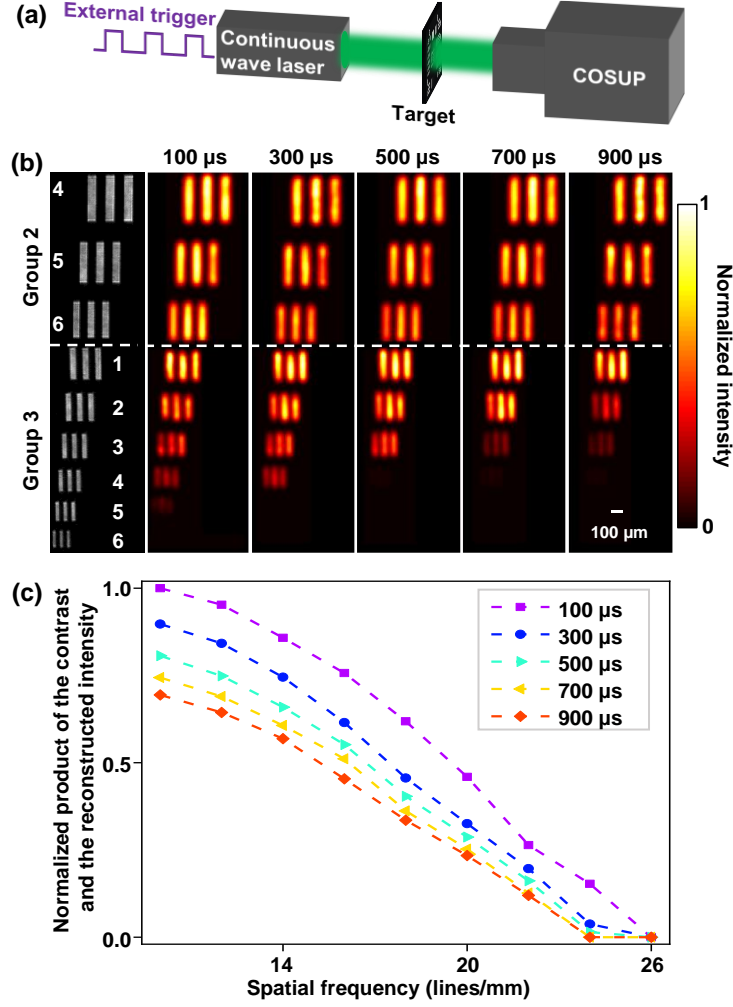 (a)
External trigger
Continuous
wave laser
Target
COSUP
(b)
100 µs 300 µs 500 µs 700 µs 900 µs
Group 2
4
5
6
Group 3
1
2
3
4
5
6
100 µm
1
Normalized intensity
0
(c)
Normalized product of the contrast
and the reconstructed intensity
1.0
0.5
0.0
100 µs
300 µs
500 µs
700 µs
900 µs
14 20 26
Spatial frequency (lines/mm)